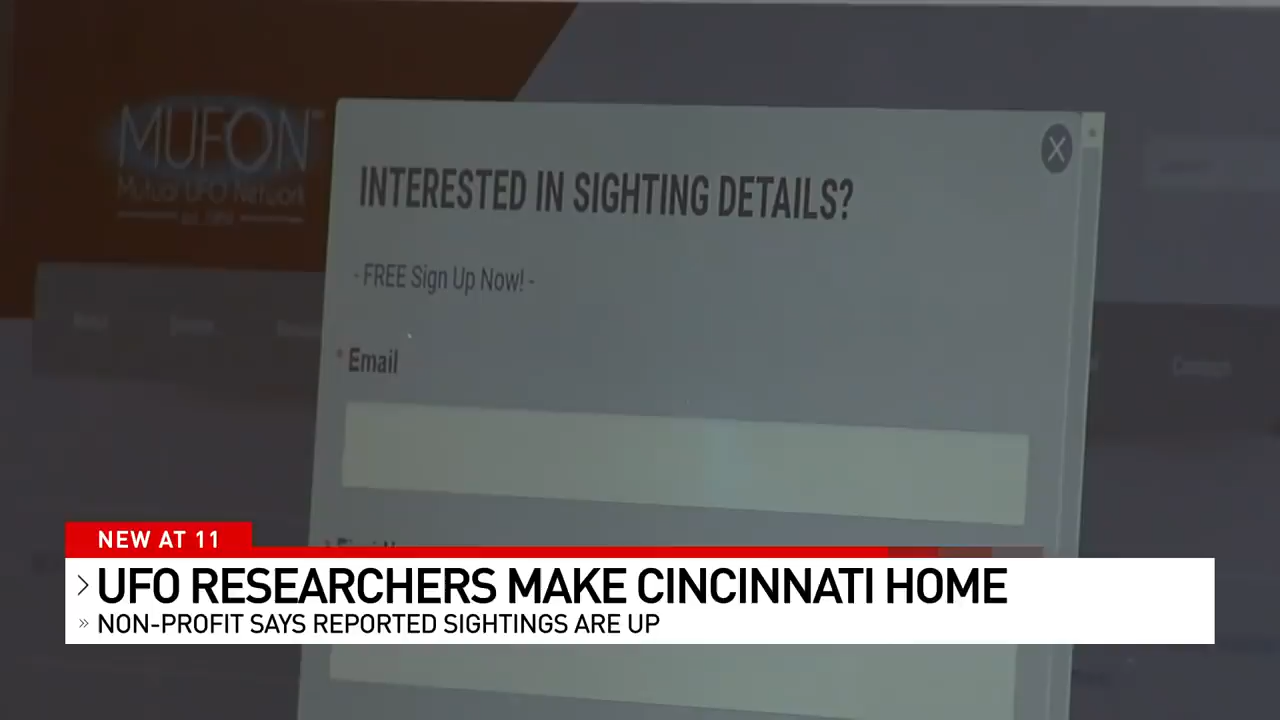 MUFON™
Mutual UFO Network
INTERESTED IN SIGHTING DETAILS?
- FREE Sign Up Now! -
* Email
NEW AT 11
UFO RESEARCHERS MAKE CINCINNATI HOME
NON-PROFIT SAYS REPORTED SIGHTINGS ARE UP